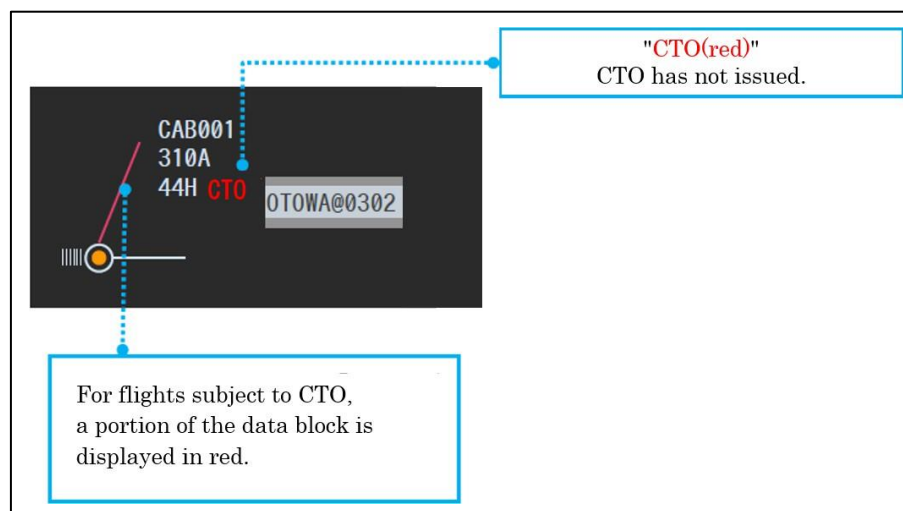 "CTO(red)"
CTO has not issued.
CAB001
310A
44H CTO
OTOWA@0302
For flights subject to CTO,
a portion of the data block is
displayed in red.